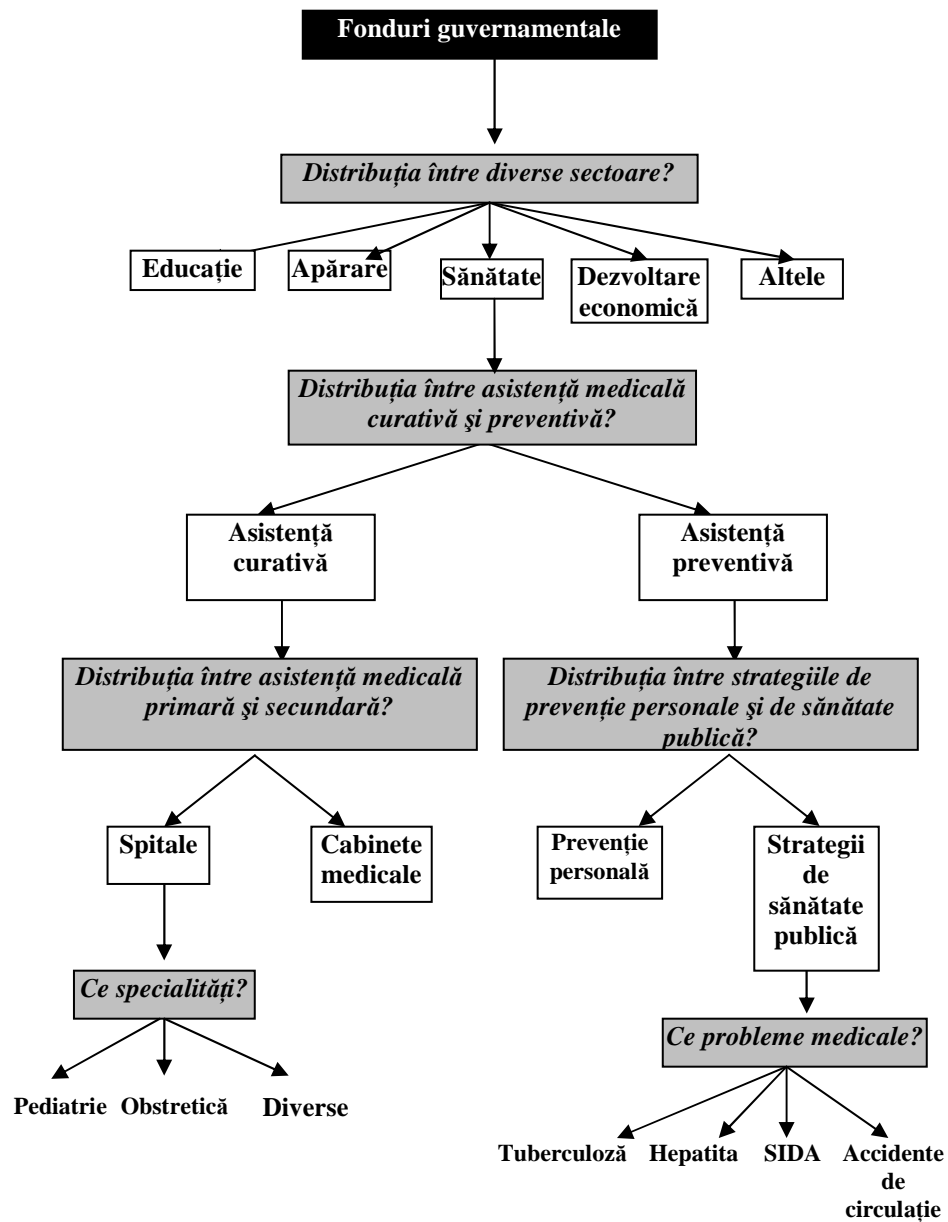 Fonduri guvernamentale
Distribuția între diverse sectoare?
Educație
Apărare
Sănătate
Dezvoltare
economică
Altele
Distribuția între asistență medicală
curativă şi preventivă?
Asistență
curativă
Asistență
preventivă
Distribuția între asistență medicală
primară şi secundară?
Distribuția între strategiile de
prevenție personale şi de sănătate
publică?
Spitale
Cabinete
medicale
Prevenție
personală
Strategii
de
sănătate
publică
Ce specialități?
Ce probleme medicale?
Pediatrie
Obstretică
Diverse
Tuberculoză
Hepatita
SIDA
Accidente
de
circulație